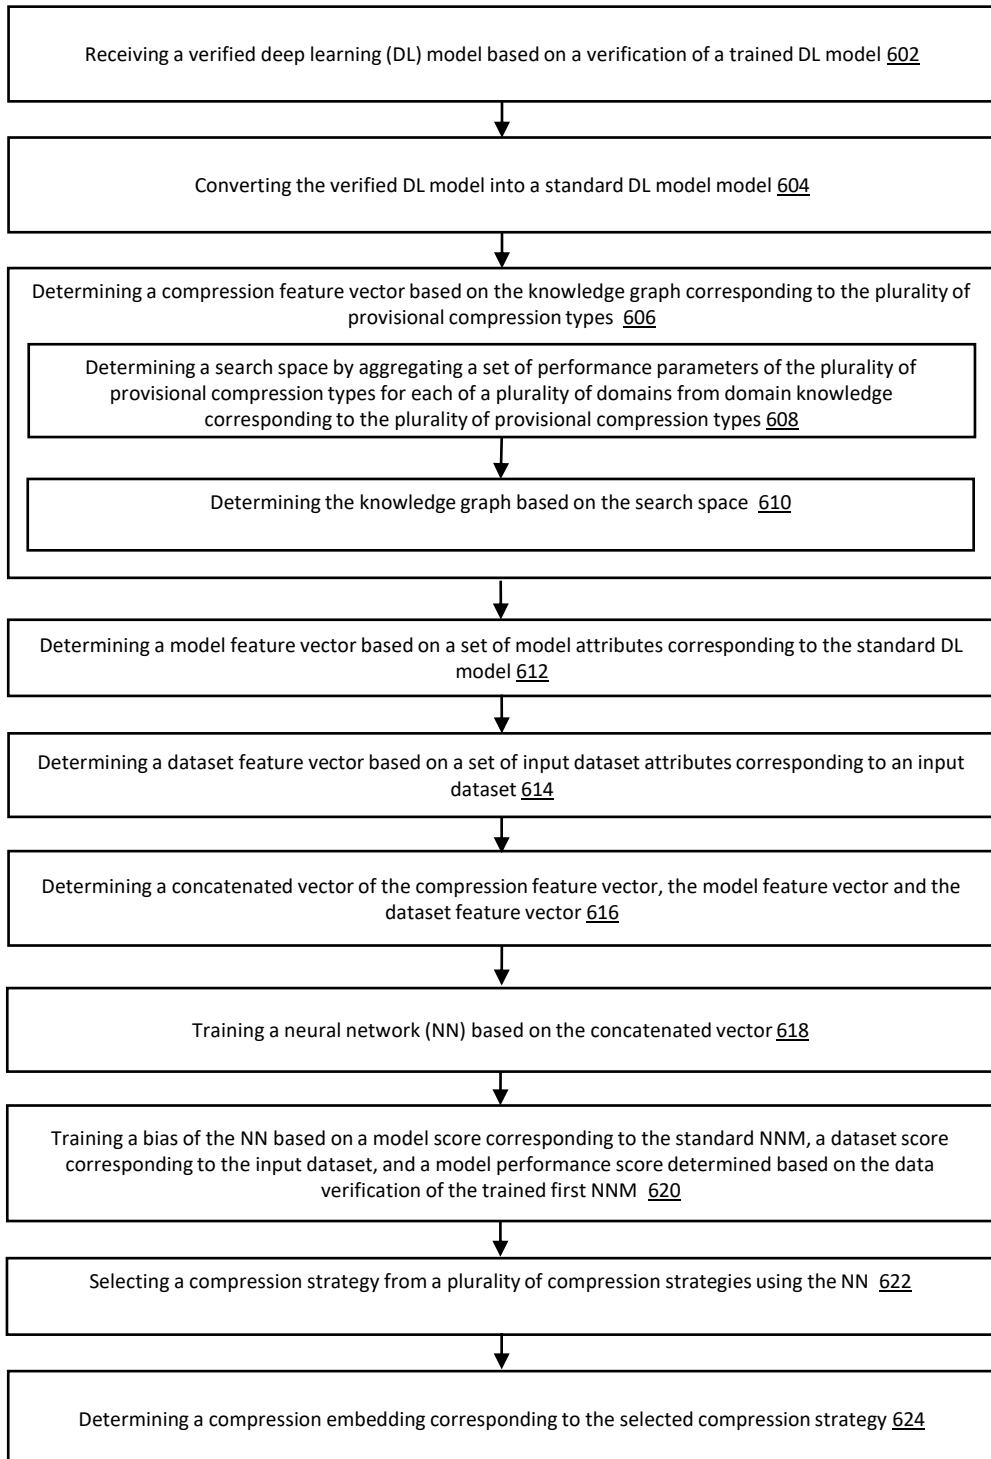 Receiving a verified deep learning (DL) model based on a verification of a trained DL model 602
Converting the verified DL model into a standard DL model model 604
Determining a compression feature vector based on the knowledge graph corresponding to the plurality of
provisional compression types 606
Determining a search space by aggregating a set of performance parameters of the plurality of
provisional compression types for each of a plurality of domains from domain knowledge
corresponding to the plurality of provisional compression types 608
Determining the knowledge graph based on the search space 610
Determining a model feature vector based on a set of model attributes corresponding to the standard DL
model 612
Determining a dataset feature vector based on a set of input dataset attributes corresponding to an input
dataset 614
Determining a concatenated vector of the compression feature vector, the model feature vector and the
dataset feature vector 616
Training a neural network (NN) based on the concatenated vector 618
Training a bias of the NN based on a model score corresponding to the standard NNM, a dataset score
corresponding to the input dataset, and a model performance score determined based on the data
verification of the trained first NNM 620
Selecting a compression strategy from a plurality of compression strategies using the NN 622
Determining a compression embedding corresponding to the selected compression strategy 624